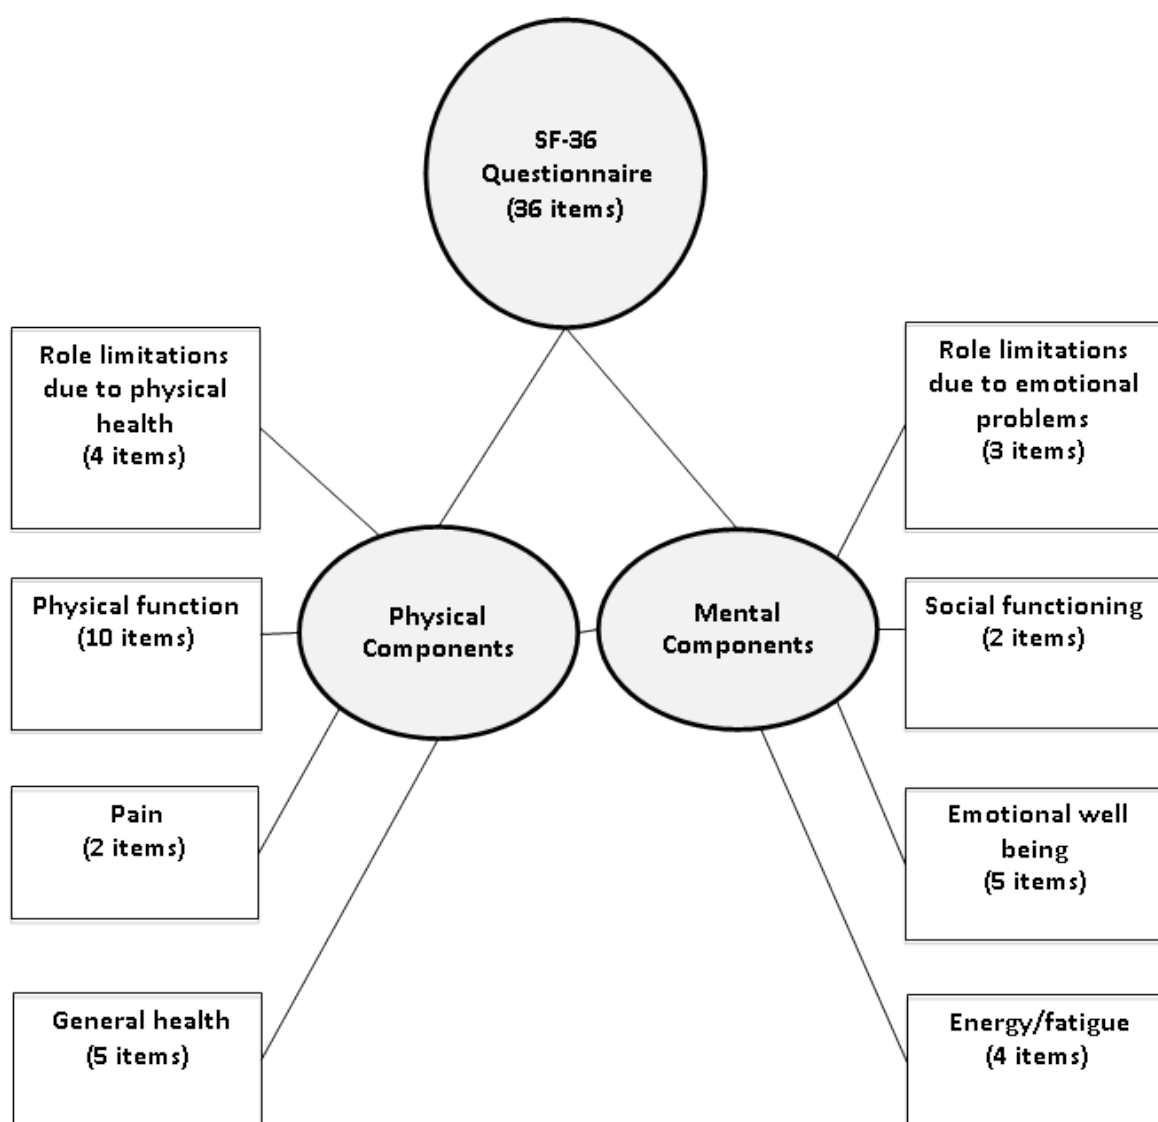 SF-36
Questionnaire
(36 items)
Role limitations
due to physical
health
(4 items)
Role limitations
due to emotional
problems
(3 items)
Physical function
(10 items)
Physical
Components
Mental
Components
Social functioning
(2 items)
Pain
(2 items)
Emotional well
being
(5 items)
General health
(5 items)
Energy/fatigue
(4 items)